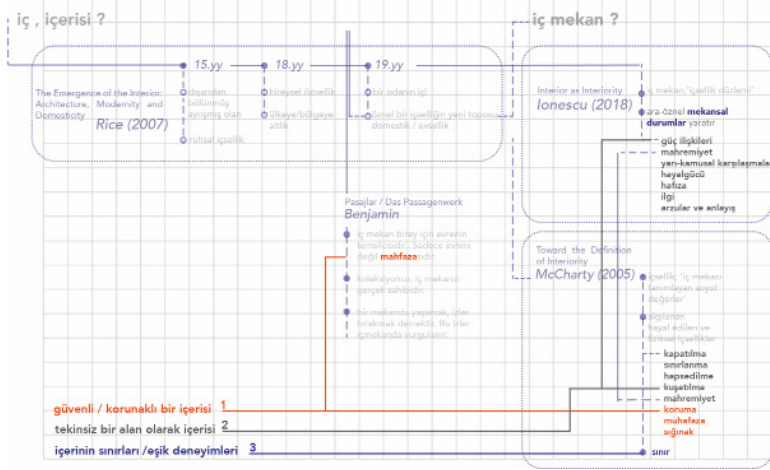 iç , içerisi ?
iç mekan ?
The Emergence of the Interior:
Architecture, Modernity and
Domesticity
Rice (2007)
15.yy
dışarıdan
bölünmüş
ayrışmış olan
ruhsal içsellik
18.yy
bireysel öznellik
ülkeye/bölgeye
aitlik
19.yy
bir odanın içi
öznel bir içselliğin yeni toposu
domestik / evsellik
Interior as Interiority
Ionescu (2018)
iç mekan,'içsellik düzlemi'
ara-öznel mekansal
durumlar yaratır
güç ilişkileri
mahremiyet
yarı-kamusal karşılaşmala
hayalgücü
hafıza
ilgi
arzular ve anlayış
Pasajlar / Das Passagenwerk
Benjamin
iç mekan birey için evrenin
temsilcisidir. Sadece evreni
değil mahfazasıdır.
koleksiyoncu, iç mekanın
gerçek sahibidir.
bir mekanda yaşamak, izler
bırakmak demektir. Bu izler
içmekanda vurgulanır.
Toward the Definition
of Interiority
McCharty (2005)
içsellik; 'iç mekanı
tanımlayan soyut
değerler'
algılanan
hayal edilen ve
fiziksel içsellikler
kapatılma
sınırlanma
hapsedilme
kuşatılma
mahremiyet
koruma
muhafaza
sığınak
sınır
güvenli / korunaklı bir içerisi 1
tekinsiz bir alan olarak içerisi 2
içerinin sınırları /eşik deneyimleri 3